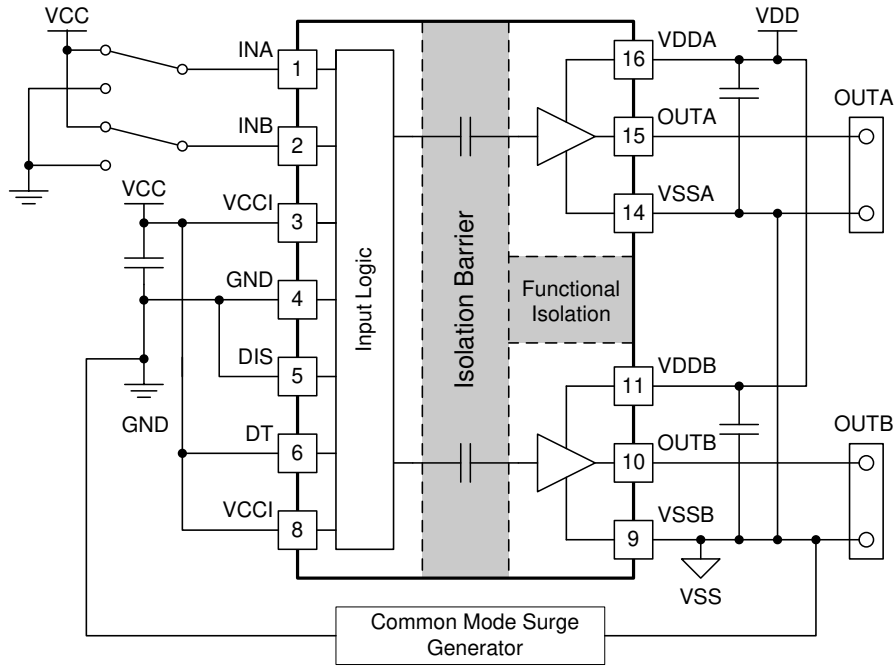 VCC
INA
1
INB
2
VCC
VCCI
3
GND
4
DIS
5
GND
DT
6
VCCI
8
Input Logic
Isolation Barrier
Functional
Isolation
16
VDDA
VDD
15
OUTA
OUTA
14
VSSA
11
VDDB
10
OUTB
OUTB
9
VSSB
VSS
Common Mode Surge
Generator